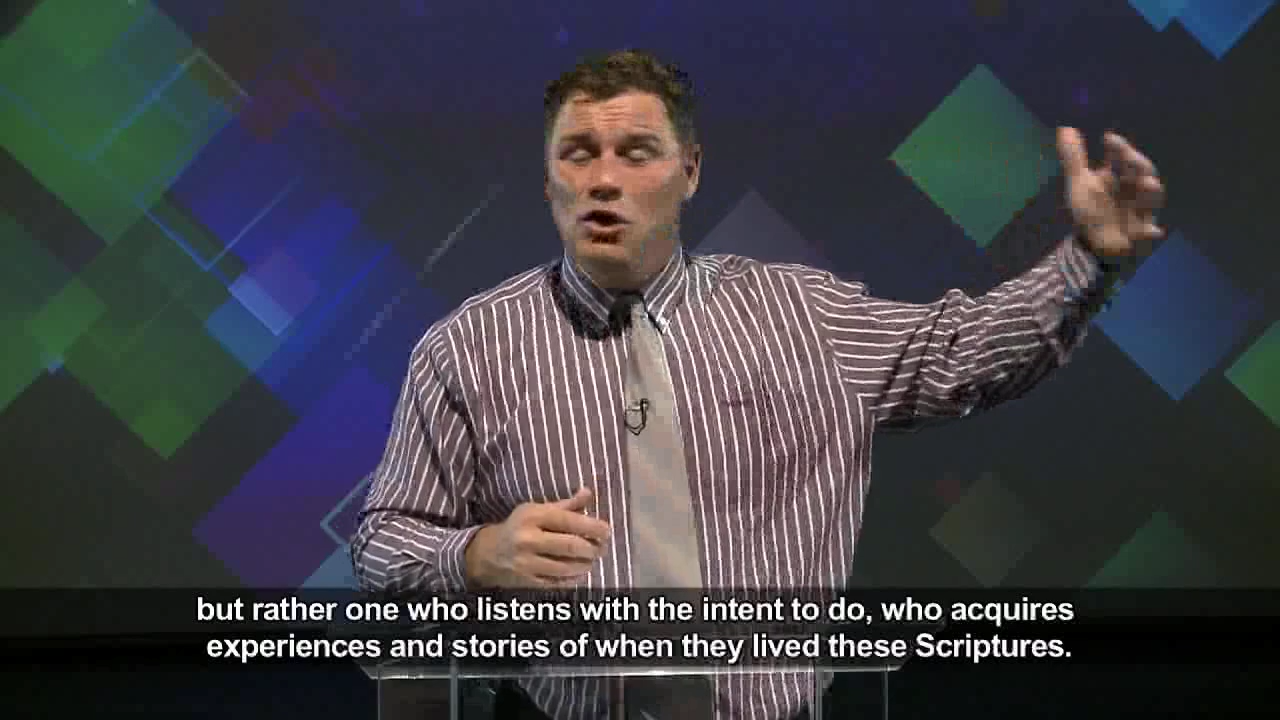 but rather one who listens with the intent to do, who acquires
experiences and stories of when they lived these Scriptures.